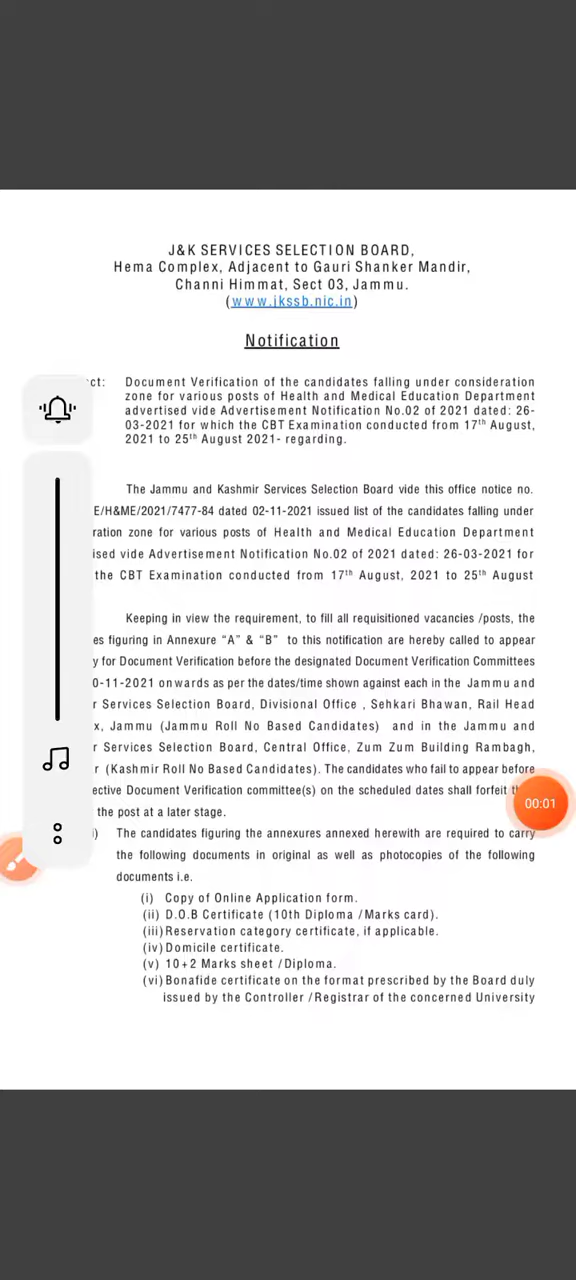 J&K SERVICES SELECTION BOARD,
Hema Complex, Adjacent to Gauri Shanker Mandir,
Channi Himmat, Sect 03, Jammu.
(www.jkssb.nic.in)
Notification
ct: Document Verification of the candidates falling under consideration
zone for various posts of Health and Medical Education Department
advertised vide Advertisement Notification No.02 of 2021 dated: 26-
03-2021 for which the CBT Examination conducted from 17th August,
2021 to 25th August 2021- regarding.
The Jammu and Kashmir Services Selection Board vide this office notice no.
E/H&ME/2021/7477-84 dated 02-11-2021 issued list of the candidates falling under
ration zone for various posts of Health and Medical Education Department
ised vide Advertisement Notification No.02 of 2021 dated: 26-03-2021 for
the CBT Examination conducted from 17th August, 2021 to 25th August
Keeping in view the requirement, to fill all requisitioned vacancies /posts, the
es figuring in Annexure “A” & “B” to this notification are hereby called to appear
y for Document Verification before the designated Document Verification Committees
0-11-2021 onwards as per the dates/time shown against each in the Jammu and
r Services Selection Board, Divisional Office , Sehkari Bhawan, Rail Head
x, Jammu (Jammu Roll No Based Candidates) and in the Jammu and
r Services Selection Board, Central Office, Zum Zum Building Rambagh,
r (Kashmir Roll No Based Candidates). The candidates who fail to appear before
ective Document Verification committee(s) on the scheduled dates shall forfeit
the post at a later stage.
00:01
) The candidates figuring the annexures annexed herewith are required to carry
the following documents in original as well as photocopies of the following
documents i.e.
(i) Copy of Online Application form.
(ii) D.O.B Certificate (10th Diploma /Marks card).
(iii) Reservation category certificate, if applicable.
(iv) Domicile certificate.
(v) 10+2 Marks sheet /Diploma.
(vi) Bonafide certificate on the format prescribed by the Board duly
issued by the Controller /Registrar of the concerned University